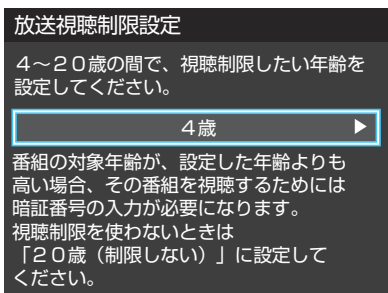 放送視聴制限設定
４～２０歳の間で、視聴制限したい年齢を
設定してください。
４歳
番組の対象年齢が、設定した年齢よりも
高い場合、その番組を視聴するためには
暗証番号の入力が必要になります。
視聴制限を使わないときは
「２０歳（制限しない）」に設定して
ください。